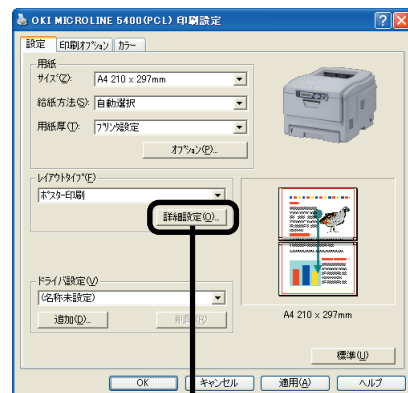 OKI MICROLINE 5400(PCL) 印刷設定
設定 印刷オプション カラー
用紙
サイズ(Z): A4 210 x 297mm
給紙方法(S): 自動選択
用紙厚(T): プリンタ設定
オプション(P)...
レイアウトタイプ(E)
ポスター印刷
詳細設定(O)...
ドライバ設定(V)
(名称未設定)
追加(D)...
A4 210 x 297mm
標準(U)
OK キャンセル 適用(A) ヘルプ